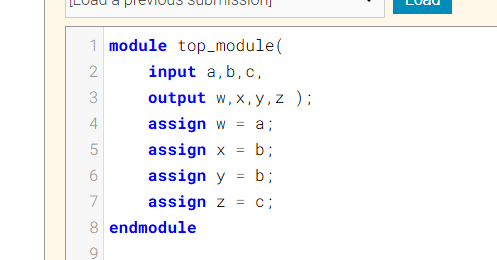 [Load a previous submission]
Load
1 module top_module(
2 input a,b,c,
3 output w,x,y,z );
4 assign w = a;
5 assign x = b;
6 assign y = b;
7 assign z = c;
8 endmodule
9